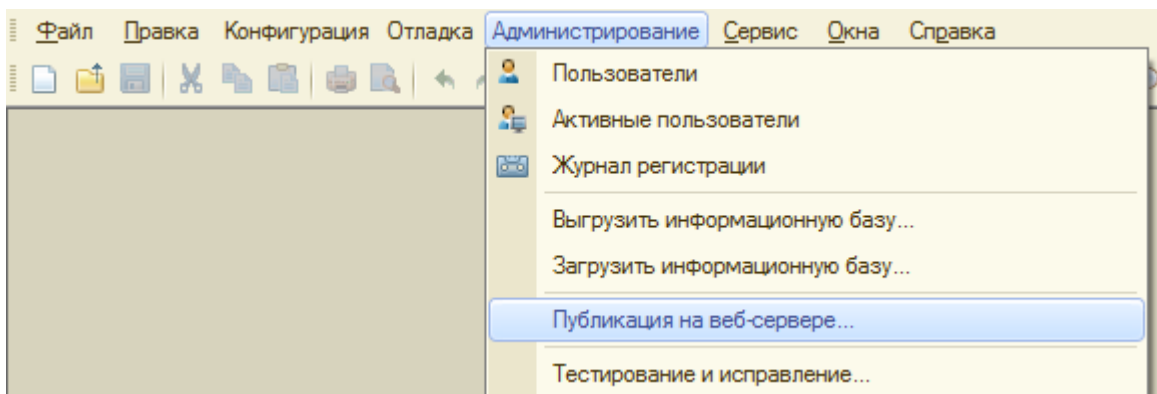 Файл Правка Конфигурация Отладка Администрирование Сервис Окна Справка
Пользователи
Активные пользователи
Журнал регистрации
Выгрузить информационную базу...
Загрузить информационную базу...
Публикация на веб-сервере...
Тестирование и исправление...